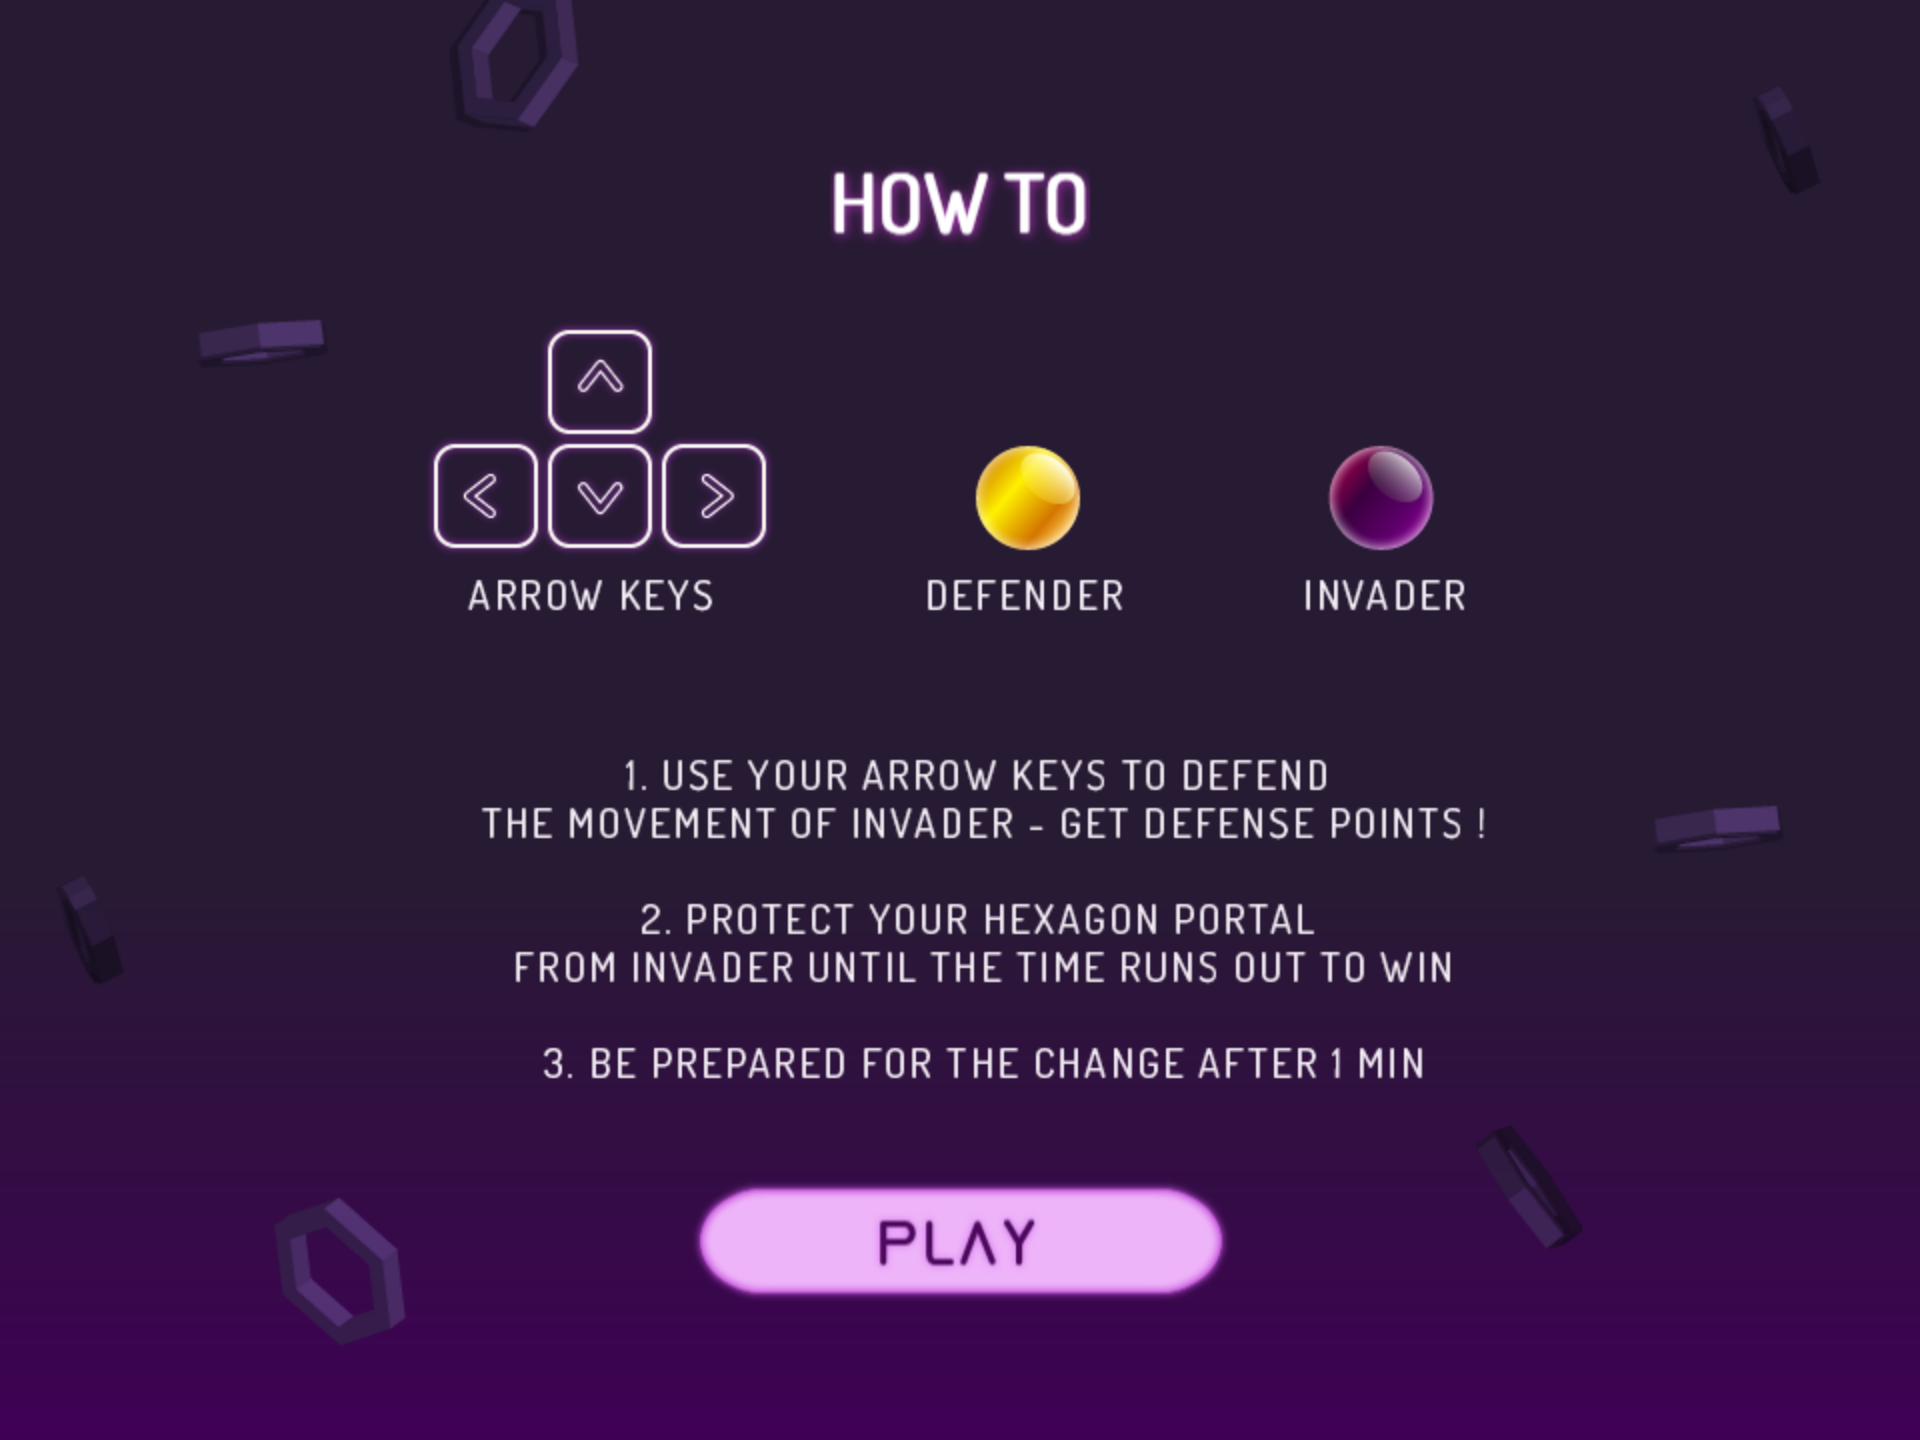 HOW TO
ARROW KEYS
DEFENDER
INVADER
1. USE YOUR ARROW KEYS TO DEFEND
THE MOVEMENT OF INVADER - GET DEFENSE POINTS !
2. PROTECT YOUR HEXAGON PORTAL
FROM INVADER UNTIL THE TIME RUNS OUT TO WIN
3. BE PREPARED FOR THE CHANGE AFTER 1 MIN
PLAY